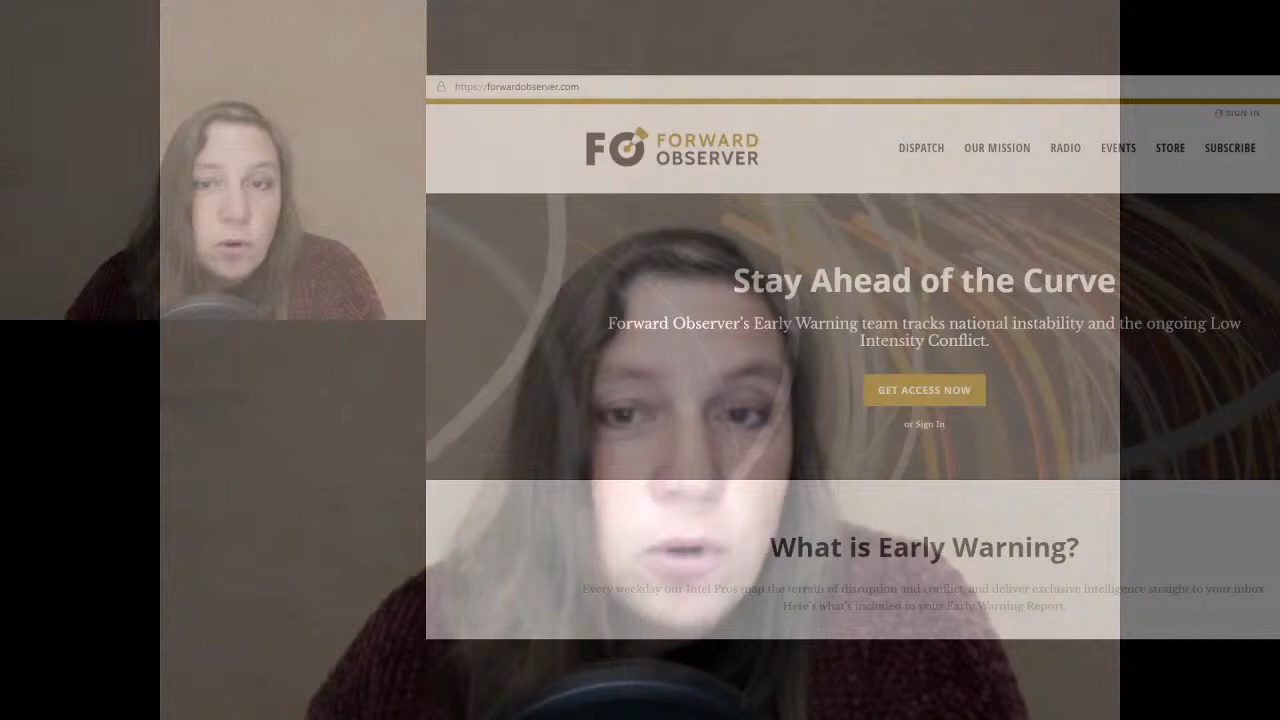 https://forwardobserver.com
SIGN IN
FO FORWARD
OBSERVER
DISPATCH OUR MISSION RADIO EVENTS STORE SUBSCRIBE
Stay Ahead of the Curve
Forward Observer's Early Warning team tracks national instability and the ongoing Low
Intensity Conflict.
GET ACCESS NOW
or Sign In
What is Early Warning?
Every weekday our Intel Pros map the terrain of disruption and conflict, and deliver exclusive intelligence straight to your inbox
Here's what's included in your Early Warning Report.